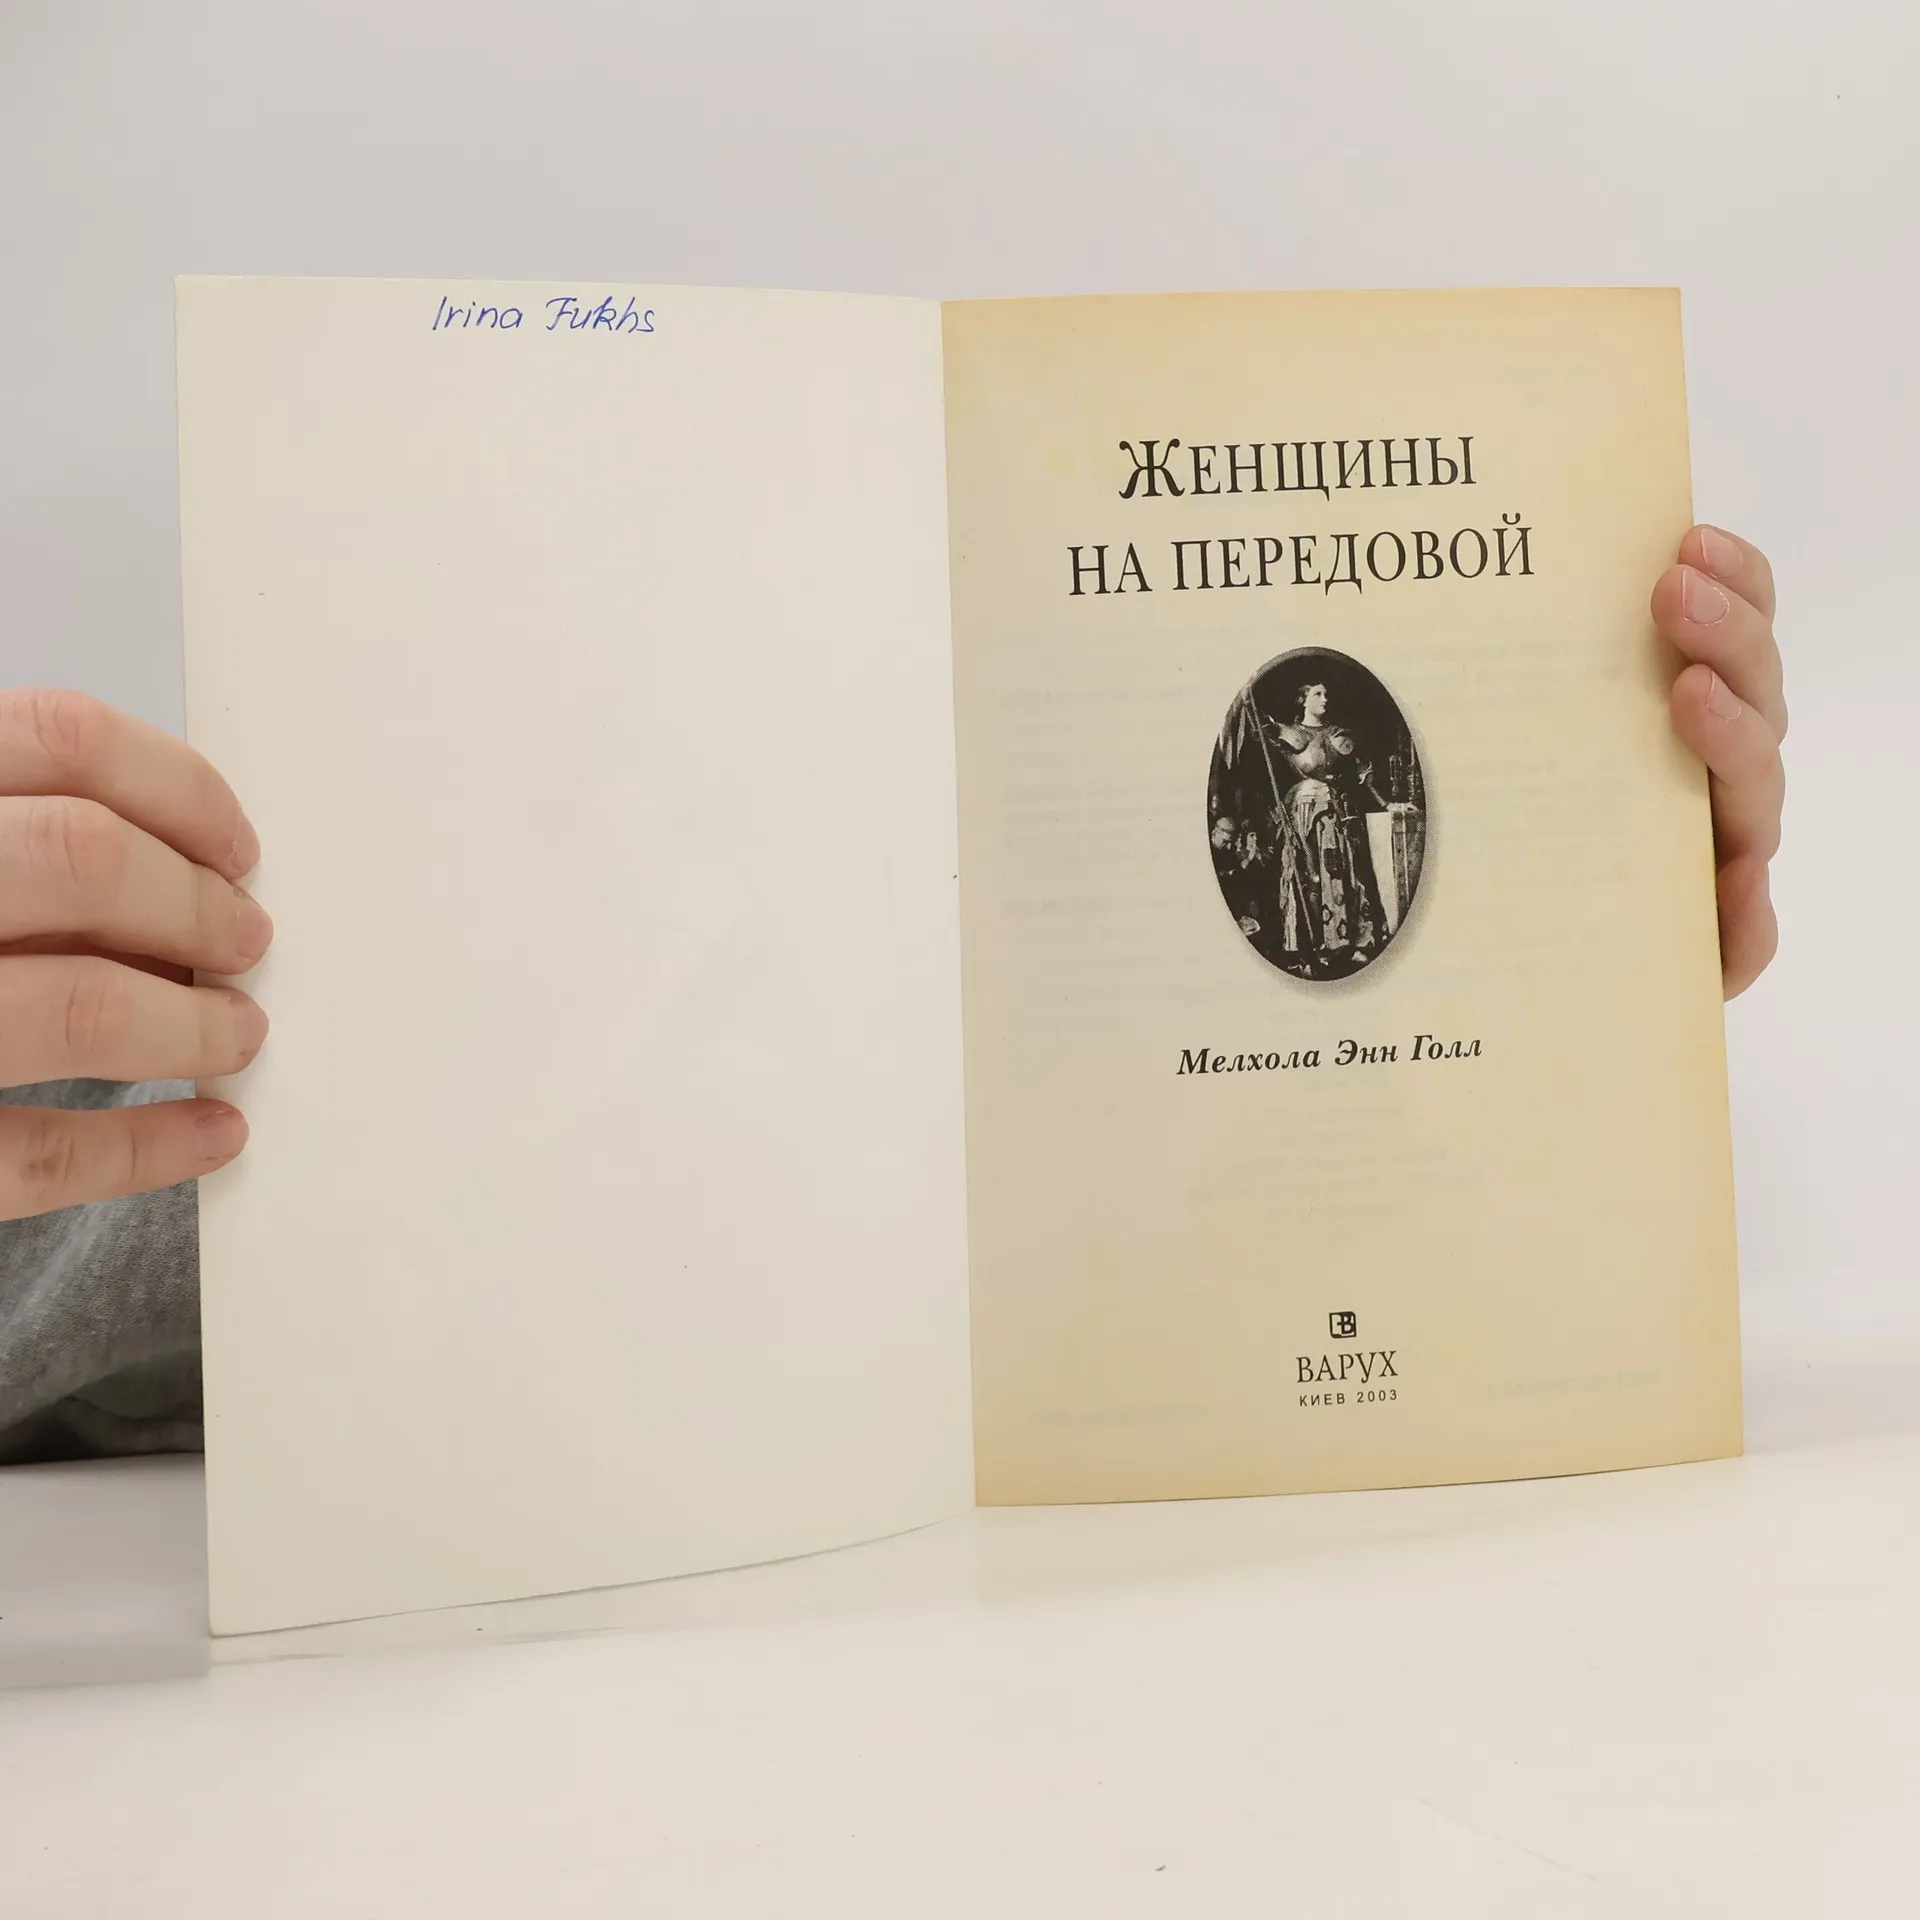 Irina Fukhs
ЖЕНЩИНЫ
НА ПЕРЕДОВОЙ
Мелхола Энн Голл
ВАРУХ
КИЕВ 2003